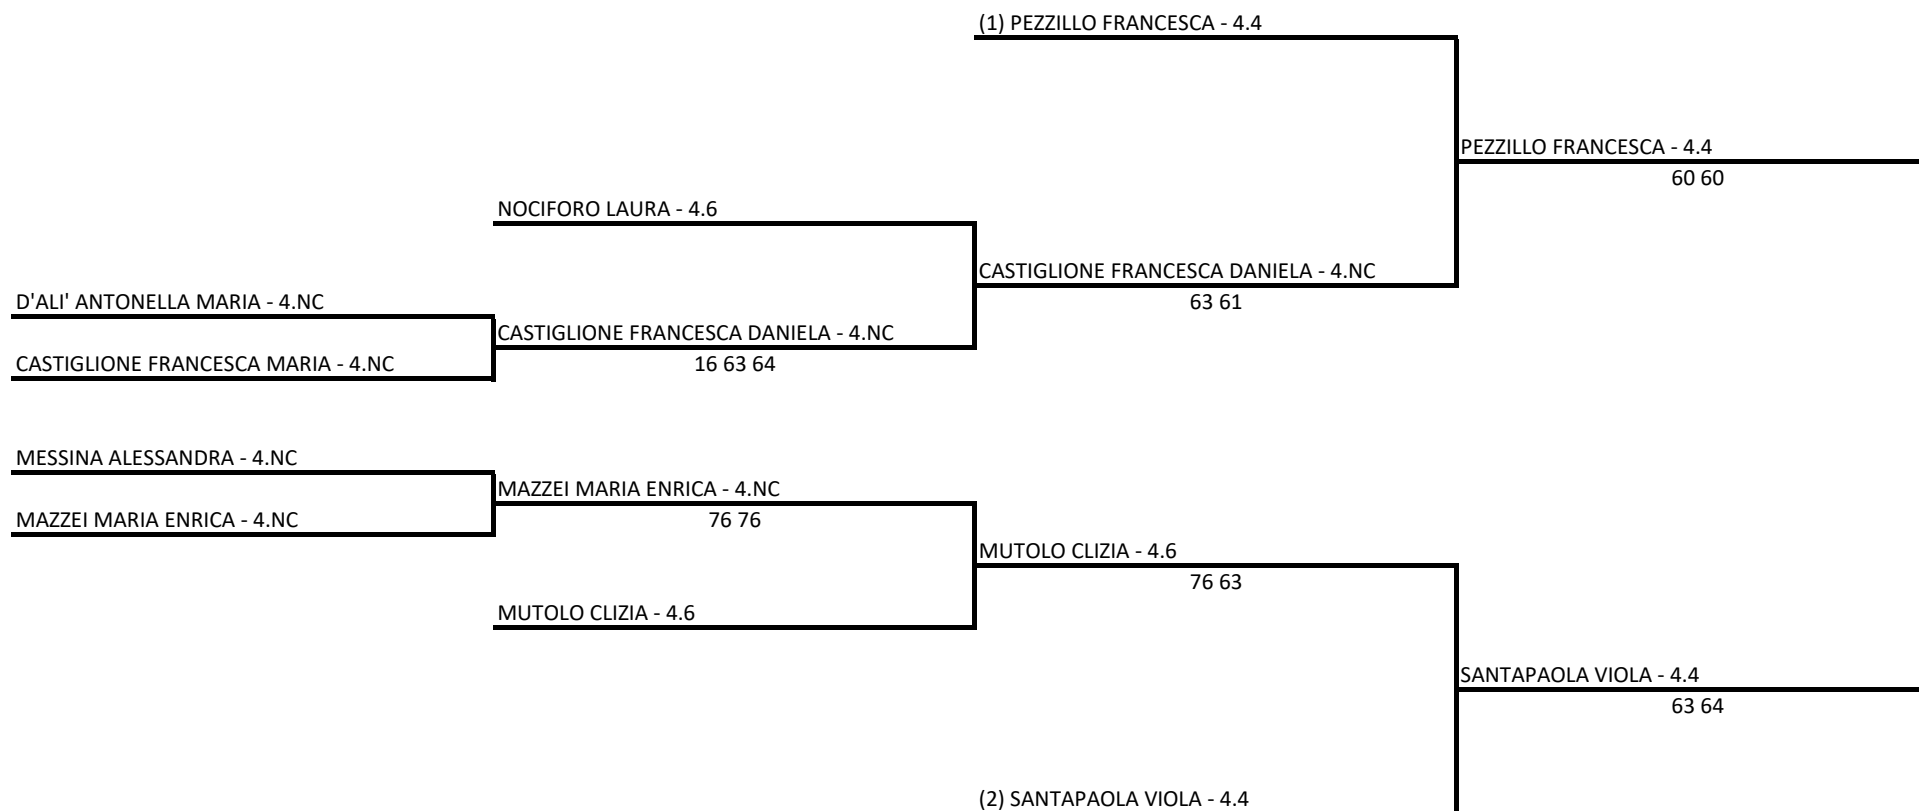 (1) PEZZILLO FRANCESCA - 4.4
PEZZILLO FRANCESCA - 4.4
60 60
NOCIFORO LAURA - 4.6
CASTIGLIONE FRANCESCA DANIELA - 4.NC
63 61
D'ALI' ANTONELLA MARIA - 4.NC
CASTIGLIONE FRANCESCA DANIELA - 4.NC
16 63 64
CASTIGLIONE FRANCESCA MARIA - 4.NC
MESSINA ALESSANDRA - 4.NC
MAZZEI MARIA ENRICA - 4.NC
76 76
MAZZEI MARIA ENRICA - 4.NC
MUTOLO CLIZIA - 4.6
76 63
MUTOLO CLIZIA - 4.6
SANTAPAOLA VIOLA - 4.4
63 64
(2) SANTAPAOLA VIOLA - 4.4